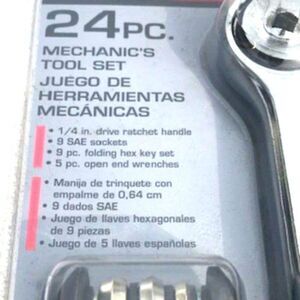 24PC.
MECHANIC'S
TOOL SET
JUEGO DE
HERRAMIENTAS
MECÁNICAS
• 1/4 in. drive ratchet handle
• 9 SAE sockets
• 9 pc. folding hex key set
• 5 pc. open end wrenches
• Manija de trinquete con
empalme de 0,64 cm
• 9 dados SAE
• Juego de llaves hexagonales
de 9 piezas
• Juego de 5 llaves españolas